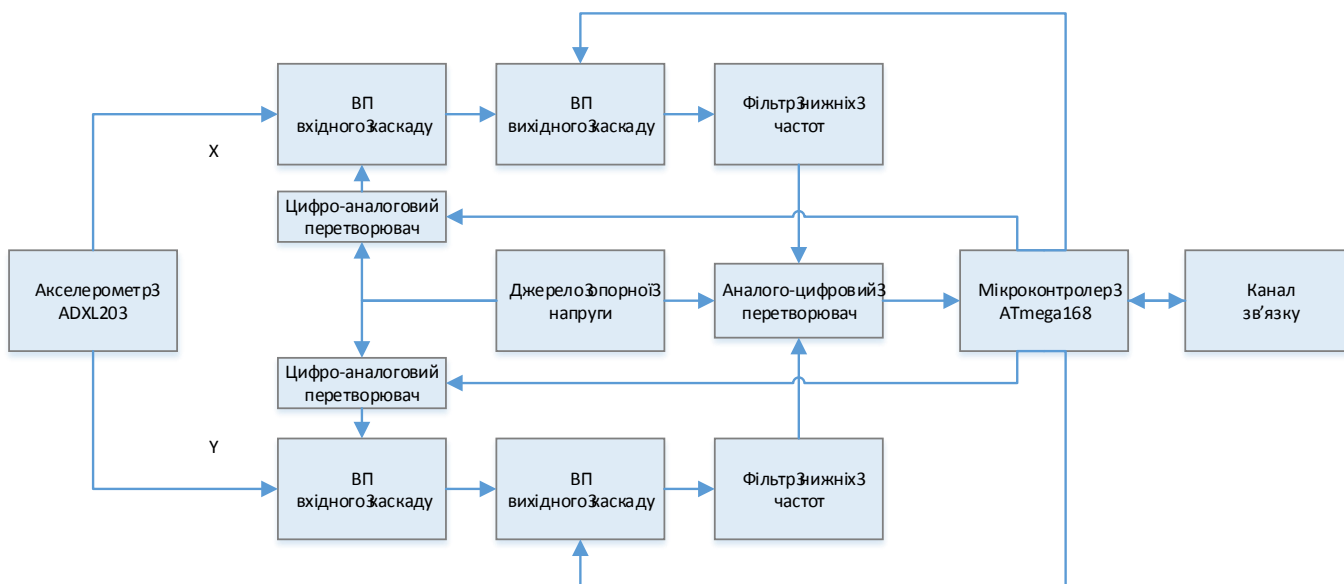 ВП
вхідного3каскаду
ВП
вихідного3каскаду
Фільтр3нижніх3
частот
X
Цифро-аналоговий
перетворювач
Акселерометр3
ADXL203
Джерело3опорної3
напруги
Аналого-цифровий3
перетворювач
Мікроконтролер3
ATmega168
Канал
зв’язку
Цифро-аналоговий
перетворювач
Y
ВП
вхідного3каскаду
ВП
вихідного3каскаду
Фільтр3нижніх3
частот